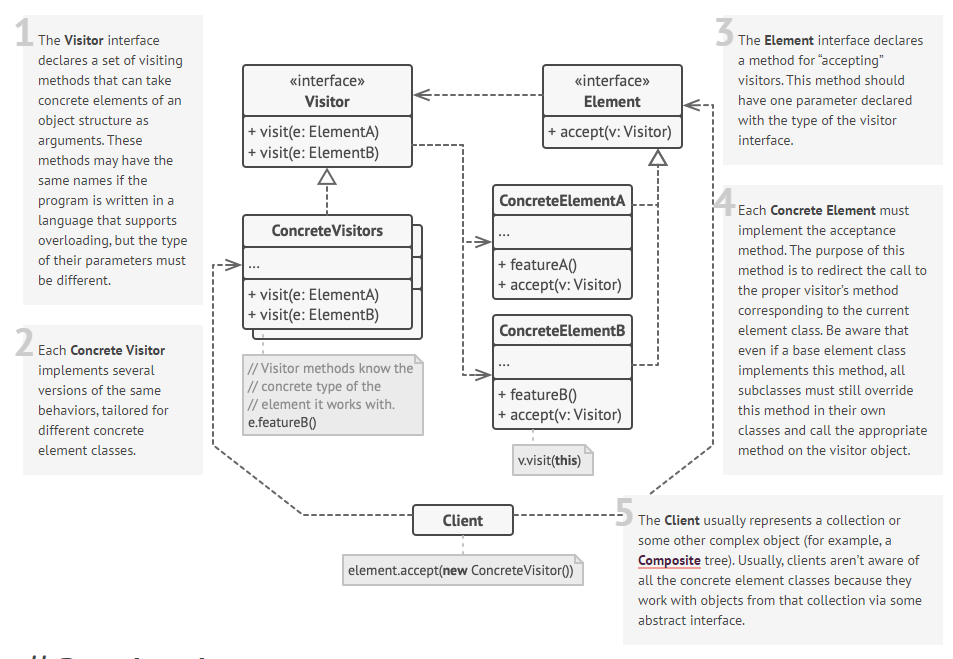 1
The Visitor interface
declares a set of visiting
methods that can take
concrete elements of an
object structure as
arguments. These
methods may have the
same names if the
program is written in a
language that supports
overloading, but the type
of their parameters must
be different.
2
Each Concrete Visitor
implements several
versions of the same
behaviors, tailored for
different concrete
element classes.
«interface»
Visitor
+ visit(e: ElementA)
+ visit(e: ElementB)
ConcreteVisitors
...
+ visit(e: ElementA)
+ visit(e: ElementB)
// Visitor methods know the
// concrete type of the
// element it works with.
e.featureB()
«interface»
Element
+ accept(v: Visitor)
ConcreteElementA
...
+ featureA()
+ accept(v: Visitor)
ConcreteElementB
...
+ featureB()
+ accept(v: Visitor)
v.visit(this)
Client
element.accept(new ConcreteVisitor())
3
The Element interface declares
a method for “accepting”
visitors. This method should
have one parameter declared
with the type of the visitor
interface.
4
Each Concrete Element must
implement the acceptance
method. The purpose of this
method is to redirect the call to
the proper visitor’s method
corresponding to the current
element class. Be aware that
even if a base element class
implements this method, all
subclasses must still override
this method in their own
classes and call the appropriate
method on the visitor object.
5
The Client usually represents a collection or
some other complex object (for example, a
Composite tree). Usually, clients aren’t aware of
all the concrete element classes because they
work with objects from that collection via some
abstract interface.